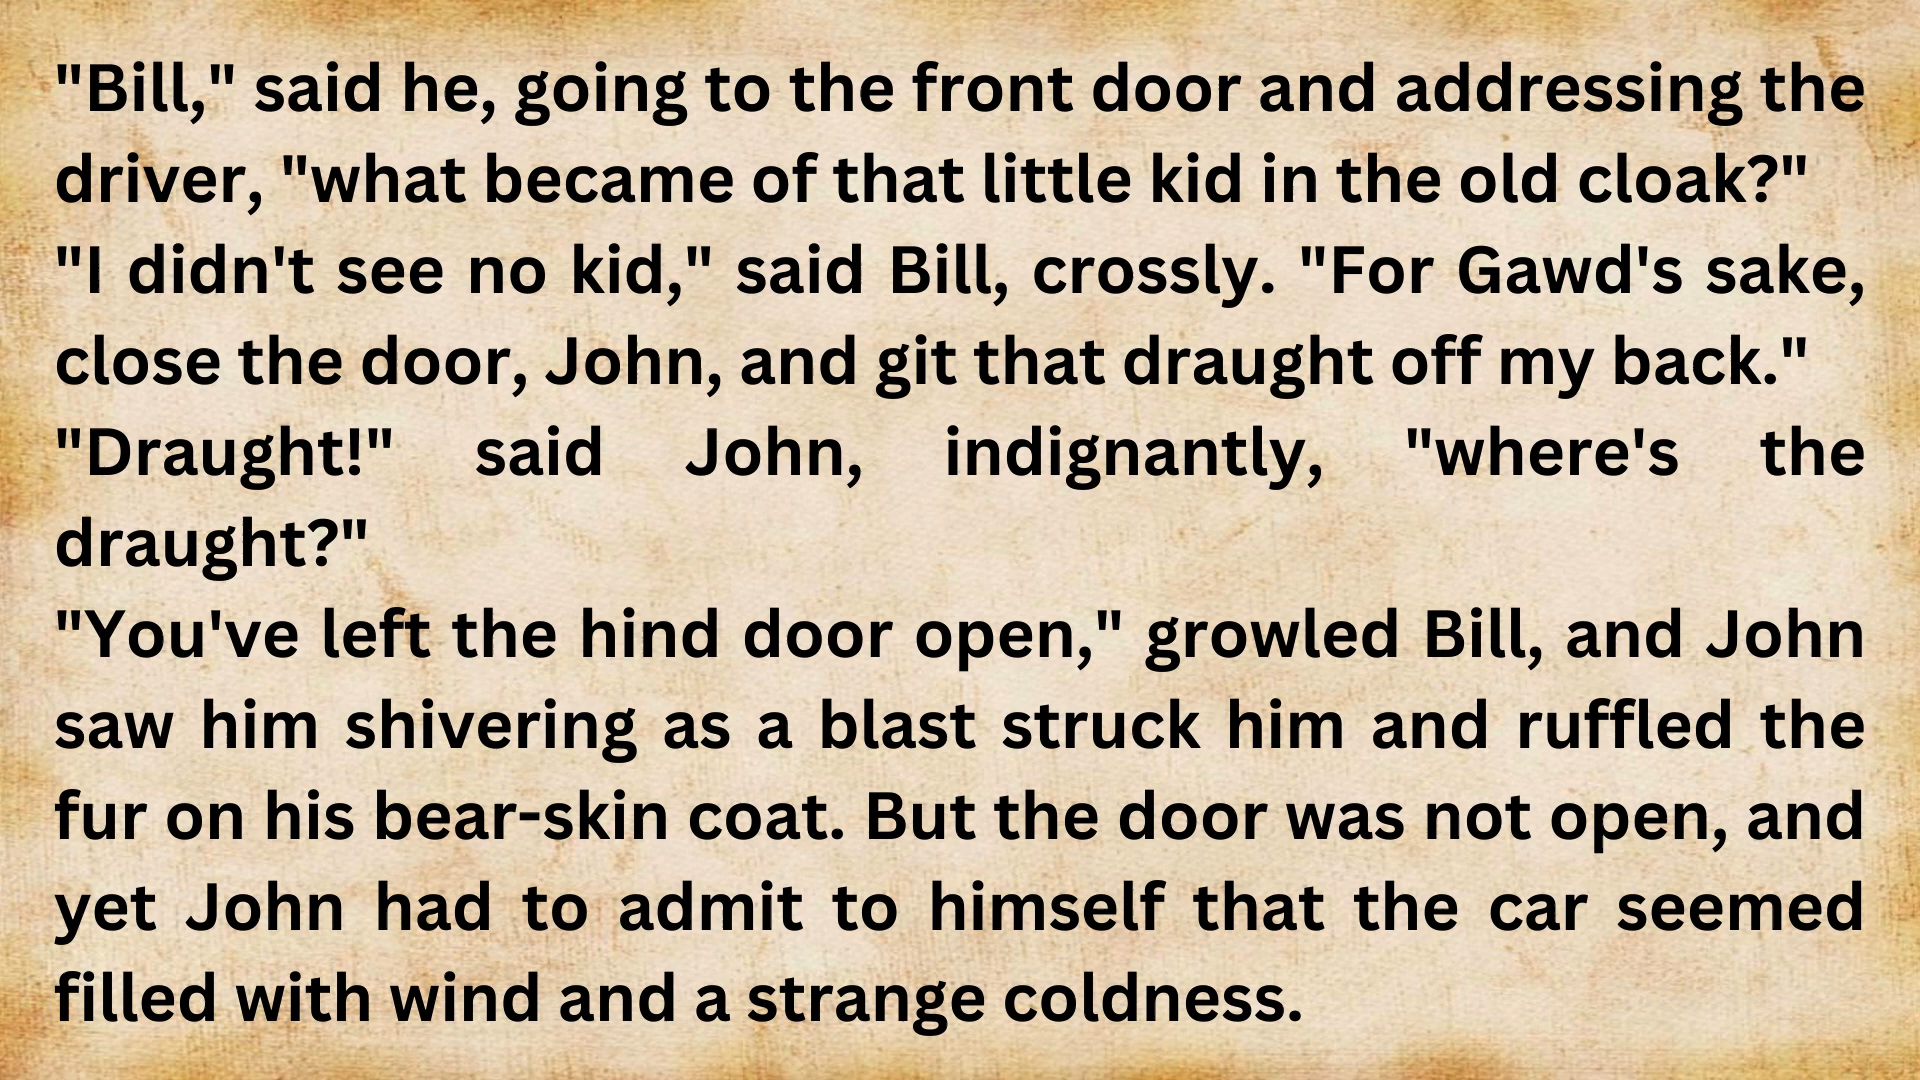 "Bill," said he, going to the front door and addressing the
driver, "what became of that little kid in the old cloak?"
"I didn't see no kid," said Bill, crossly. "For Gawd's sake,
close the door, John, and git that draught off my back."
"Draught!" said John, indignantly, "where's the
draught?"
"You've left the hind door open," growled Bill, and John
saw him shivering as a blast struck him and ruffled the
fur on his bear-skin coat. But the door was not open, and
yet John had to admit to himself that the car seemed
filled with wind and a strange coldness.